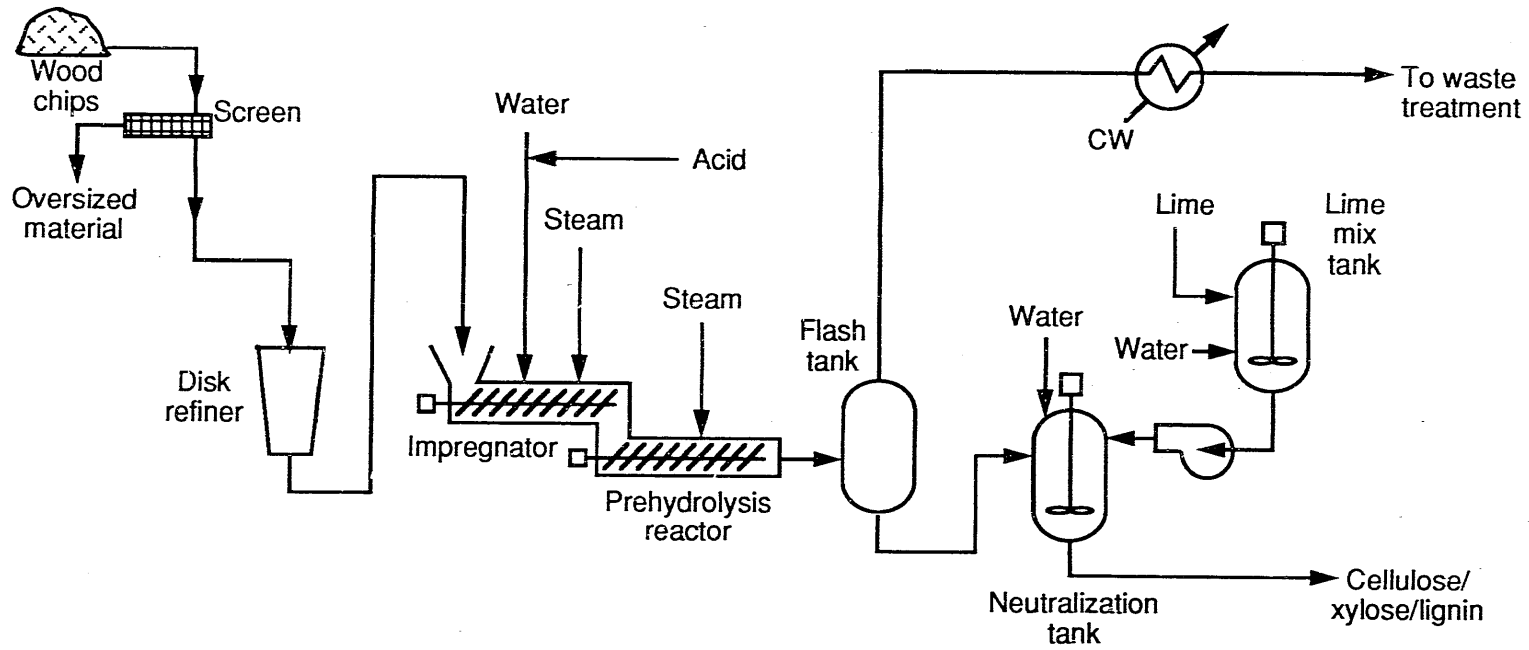 Wood
chips
Screen
Oversized
material
Disk
refiner
Water
Acid
Steam
Steam
Impregnator
Prehydrolysis
reactor
Flash
tank
CW
To waste
treatment
Lime
Lime
mix
tank
Water
Water
Neutralization
tank
Cellulose/
xylose/lignin